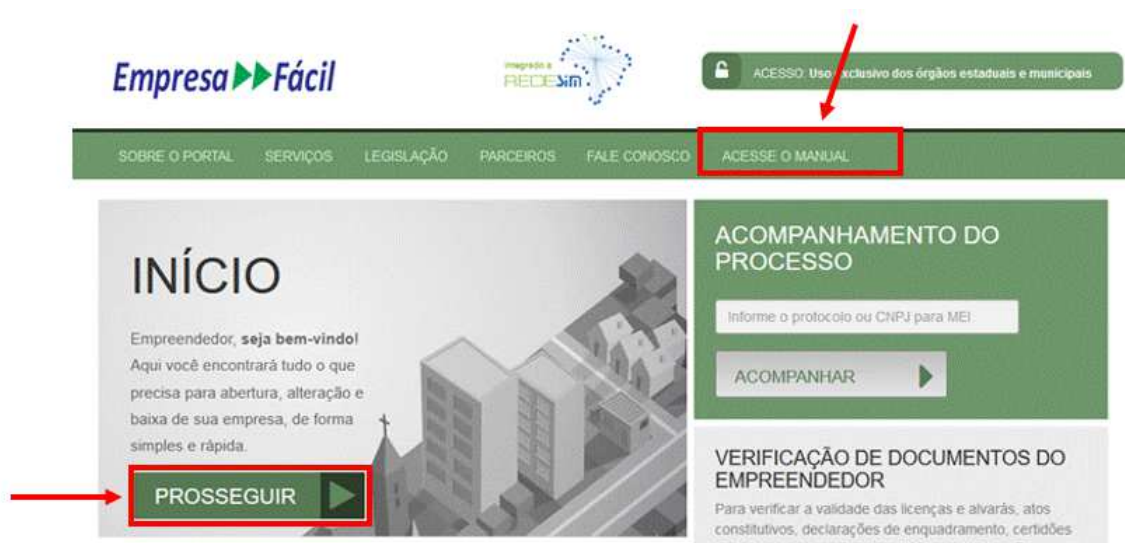 Empresa Fácil
integrado a
REDESIM
ACESSO: Uso exclusivo dos órgãos estaduais e municipais
SOBRE O PORTAL SERVIÇOS LEGISLAÇÃO PARCEIROS FALE CONOSCO ACESSE O MANUAL
INÍCIO
Empreendedor, seja bem-vindo!
Aqui você encontrará tudo o que
precisa para abertura, alteração e
baixa de sua empresa, de forma
simples e rápida.
PROSSEGUIR
ACOMPANHAMENTO DO
PROCESSO
Informe o protocolo ou CNPJ para MEI.
ACOMPANHAR
VERIFICAÇÃO DE DOCUMENTOS DO
EMPREENDEDOR
Para verificar a validade das licenças e alvarás, atos
constitutivos, declarações de enquadramento, certidões